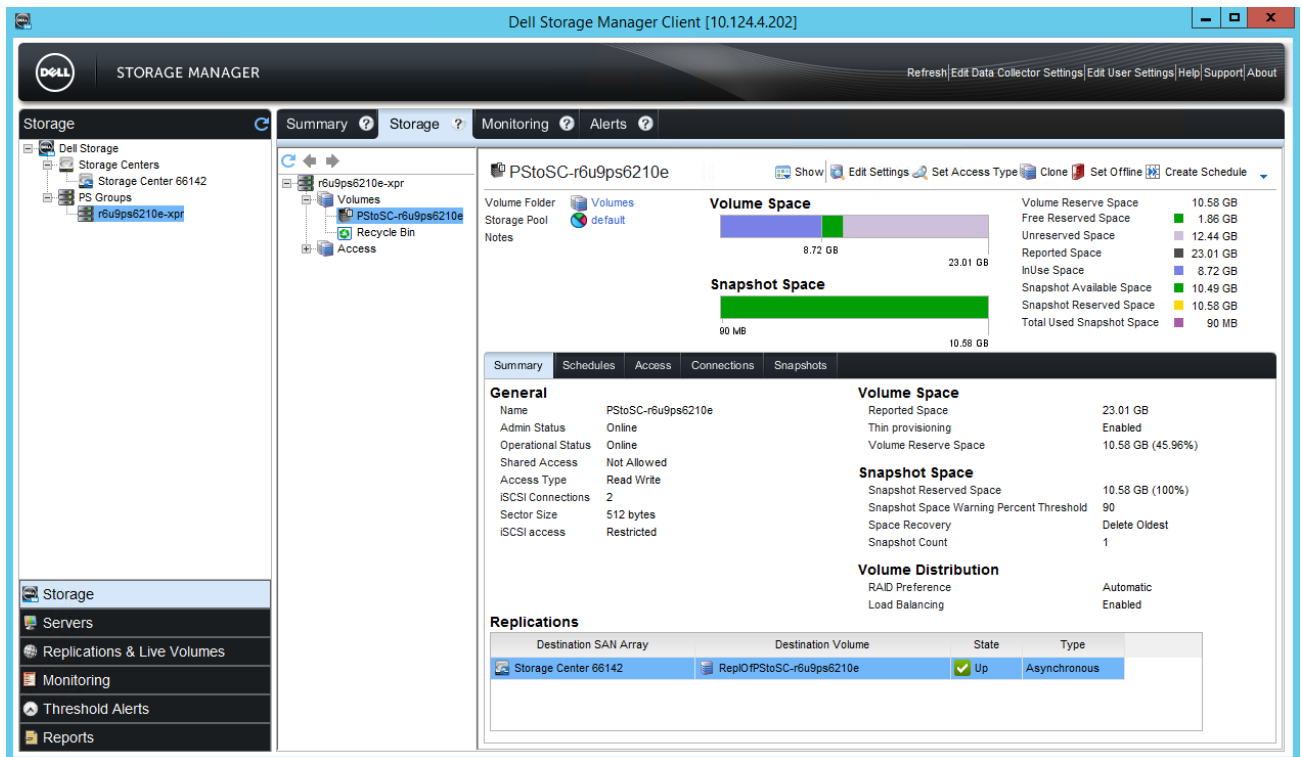 Dell Storage Manager Client [10.124.4.202]
DELL
STORAGE MANAGER
Refresh|Edit Data Collector Settings|Edit User Settings|Help|Support|About
Storage
Dell Storage
Storage Centers
Storage Center 66142
PS Groups
r6u9ps6210e-xpr
Storage
Servers
Replications & Live Volumes
Monitoring
Threshold Alerts
Reports
Summary ? Storage ? Monitoring ? Alerts ?
r6u9ps6210e-xpr
Volumes
PStoSC-r6u9ps6210e
Recycle Bin
Access
PStoSC-r6u9ps6210e
Show Edit Settings Set Access Type Clone Set Offline Create Schedule
Volume Folder Volumes
Storage Pool default
Notes
Volume Space
8.72 GB
23.01 GB
Snapshot Space
90 MB
10.58 GB
Volume Reserve Space 10.58 GB
Free Reserved Space 1.86 GB
Unreserved Space 12.44 GB
Reported Space 23.01 GB
InUse Space 8.72 GB
Snapshot Available Space 10.49 GB
Snapshot Reserved Space 10.58 GB
Total Used Snapshot Space 90 MB
Summary Schedules Access Connections Snapshots
General
Name PStoSC-r6u9ps6210e
Admin Status Online
Operational Status Online
Shared Access Not Allowed
Access Type Read Write
iSCSI Connections 2
Sector Size 512 bytes
iSCSI access Restricted
Volume Space
Reported Space 23.01 GB
Thin provisioning Enabled
Volume Reserve Space 10.58 GB (45.96%)
Snapshot Space
Snapshot Reserved Space 10.58 GB (100%)
Snapshot Space Warning Percent Threshold 90
Space Recovery Delete Oldest
Snapshot Count 1
Volume Distribution
RAID Preference Automatic
Load Balancing Enabled
Replications
Destination SAN Array Destination Volume State Type
Storage Center 66142 ReplOfPStoSC-r6u9ps6210e Up Asynchronous